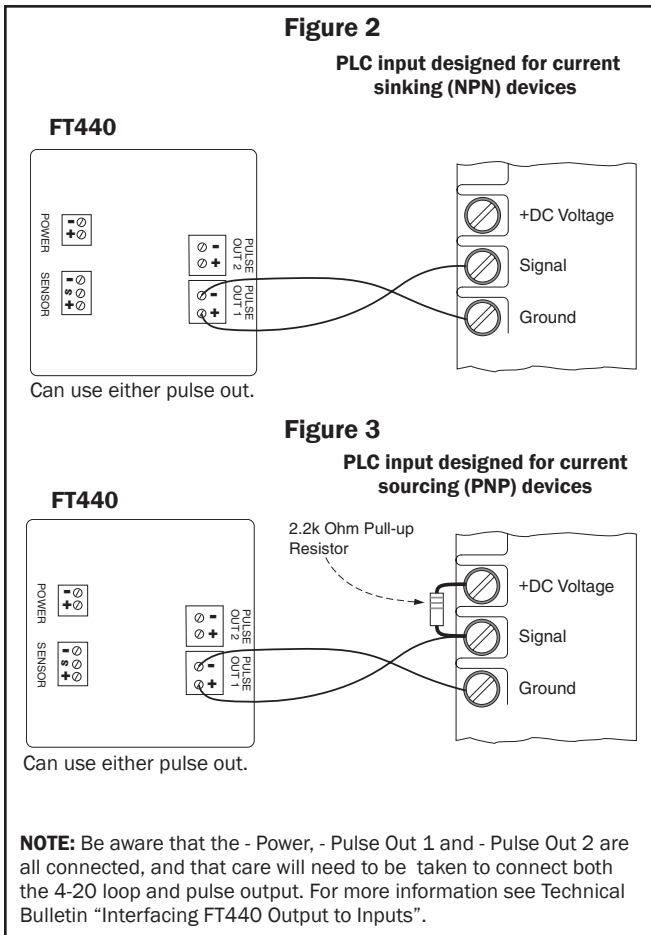 Figure 2
PLC input designed for current
sinking (NPN) devices
FT440
POWER
-
+
SENSOR
-
S
+
-
+
PULSE
OUT 2
-
+
PULSE
OUT 1
+DC Voltage
Signal
Ground
Can use either pulse out.
Figure 3
PLC input designed for current
sourcing (PNP) devices
FT440
2.2k Ohm Pull-up
Resistor
POWER
-
+
SENSOR
-
S
+
-
+
PULSE
OUT 2
-
+
PULSE
OUT 1
+DC Voltage
Signal
Ground
Can use either pulse out.
NOTE: Be aware that the - Power, - Pulse Out 1 and - Pulse Out 2 are
all connected, and that care will need to be taken to connect both
the 4-20 loop and pulse output. For more information see Technical
Bulletin “Interfacing FT440 Output to Inputs”.